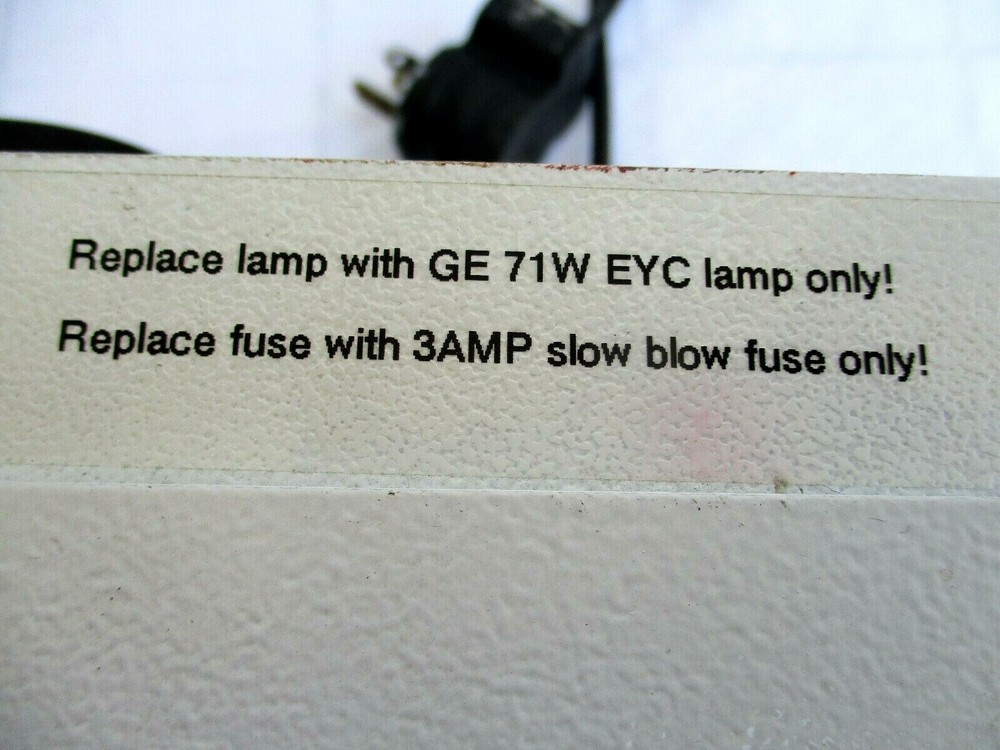 Replace lamp with GE 71W EYC lamp only!
Replace fuse with 3AMP slow blow fuse only!